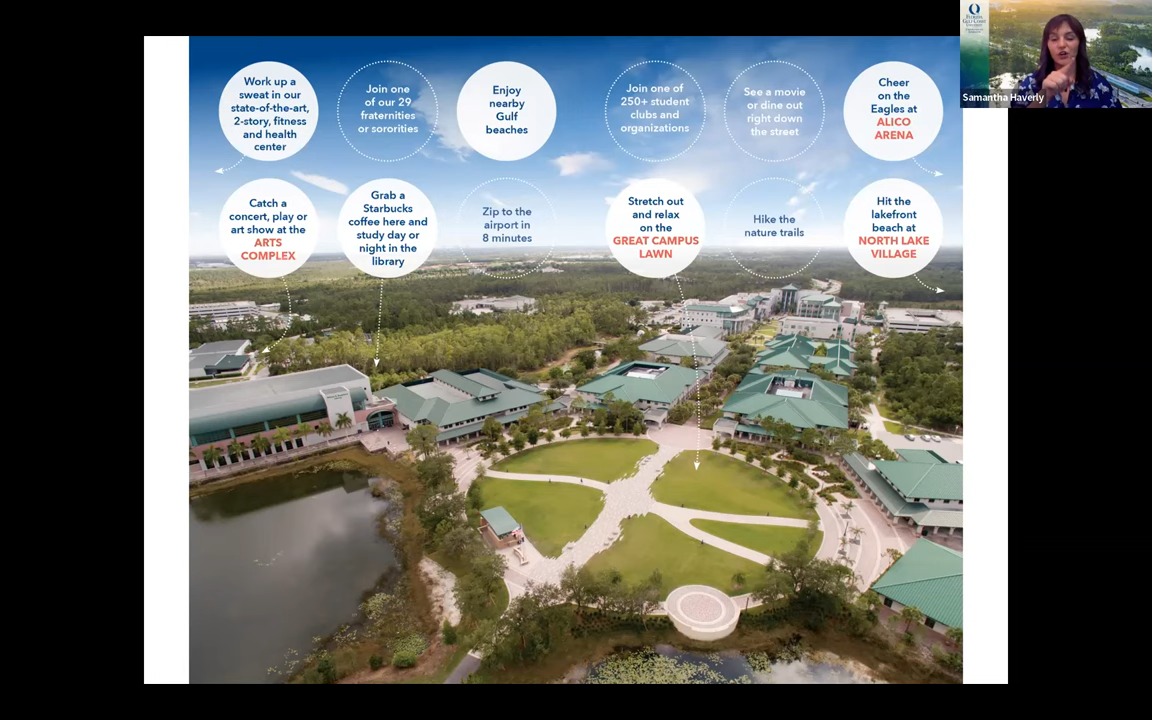 Work up a
sweat in our
state-of-the-art,
2-story, fitness
and health
center
Join one
of our 29
fraternities
or sororities
Enjoy
nearby
Gulf
beaches
Join one of
250+ student
clubs and
organizations
See a movie
or dine out
right down
the street
Cheer
on the
Eagles at
ALICO
ARENA
Catch a
concert, play or
art show at the
ARTS
COMPLEX
Grab a
Starbucks
coffee here and
study day or
night in the
library
Zip to the
airport in
8 minutes
Stretch out
and relax
on the
GREAT CAMPUS
LAWN
Hike the
nature trails
Hit the
lakefront
beach at
NORTH LAKE
VILLAGE
FLORIDA
GULF COAST
UNIVERSITY
Samantha Haverly